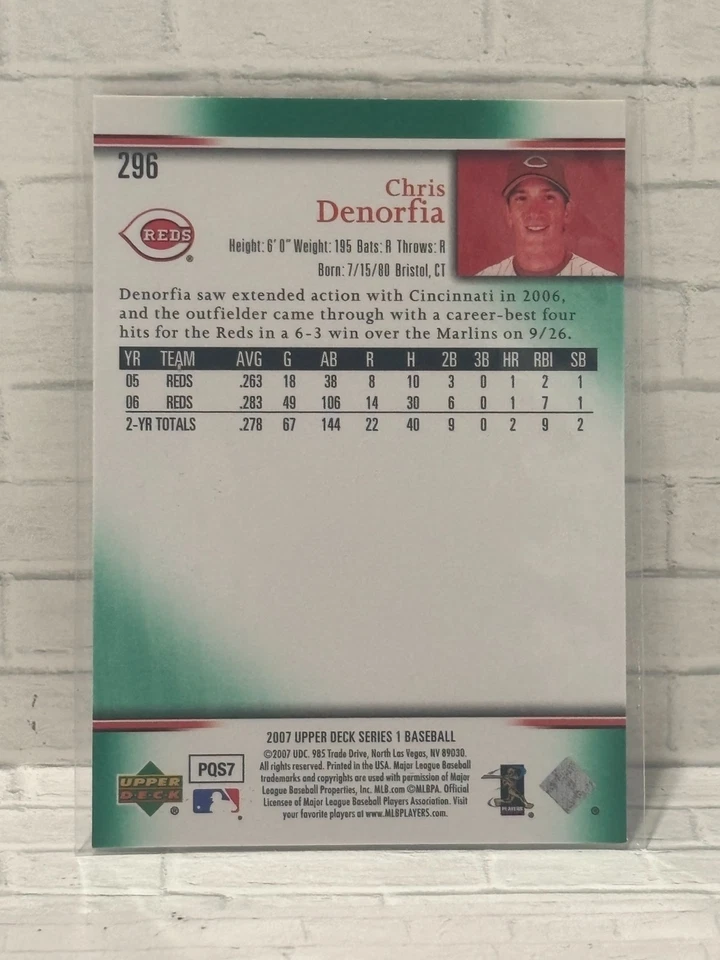 296
Chris
Denorfia
REDS
®
Height: 6' 0" Weight: 195 Bats: R Throws: R
Born: 7/15/80 Bristol, CT
Denorfia saw extended action with Cincinnati in 2006,
and the outfielder came through with a career-best four
hits for the Reds in a 6-3 win over the Marlins on 9/26.
YR TEAM AVG G AB R H 2B 3B HR RBI SB
05 REDS .263 18 38 8 10 3 0 1 2 1
06 REDS .283 49 106 14 30 6 0 1 7 1
2-YR TOTALS .278 67 144 22 40 9 0 2 9 2
2007 UPPER DECK SERIES 1 BASEBALL
©2007 UDC. 985 Trade Drive, North Las Vegas, NV 89030.
All rights reserved. Printed in the USA. Major League Baseball
trademarks and copyrights are used with permission of Major
League Baseball Properties, Inc. MLB.com ©MLBPA. Official
Licensee of Major League Baseball Players Association. Visit
your favorite players at www.MLBPLAYERS.com.
PQS7
UPPER
DECK
®
®
PLAYERS
®
®